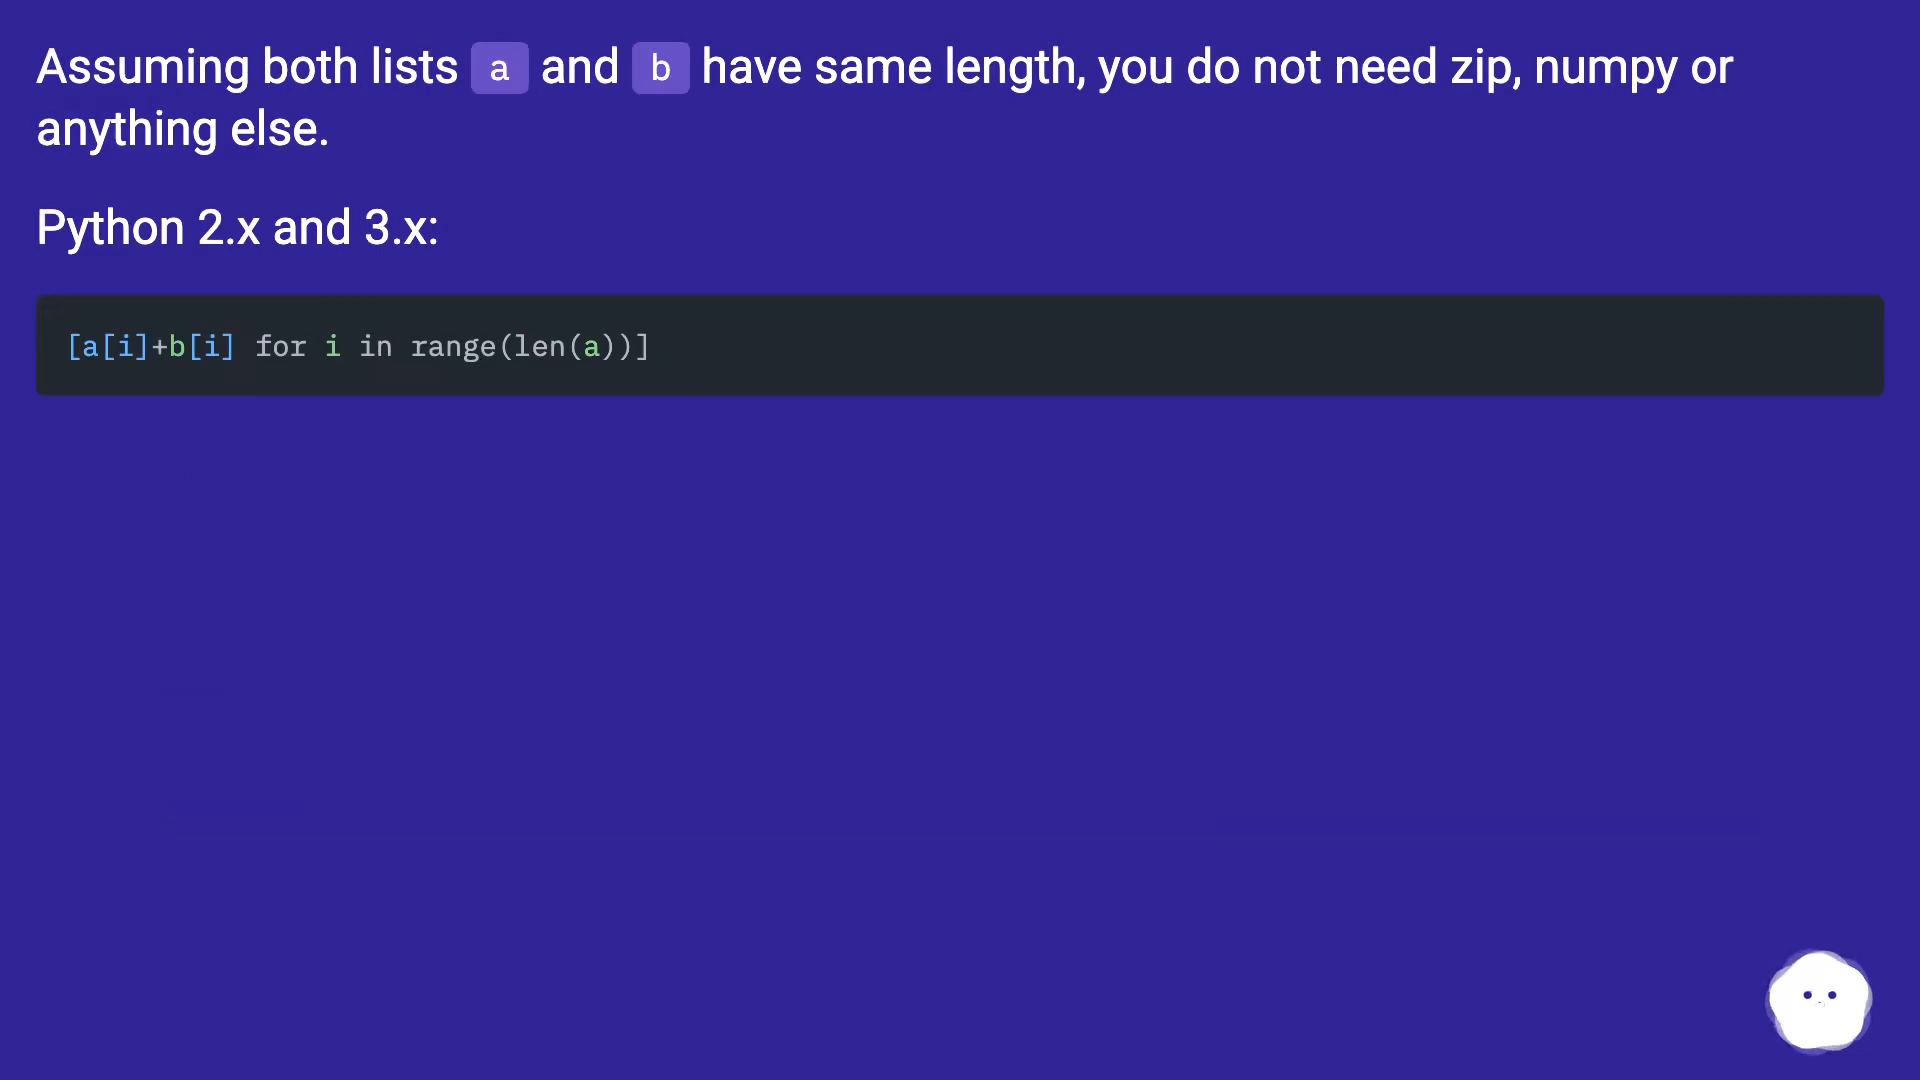 Assuming both lists a and b have same length, you do not need zip, numpy or
anything else.
Python 2.x and 3.x:
[a[i]+b[i] for i in range(len(a))]